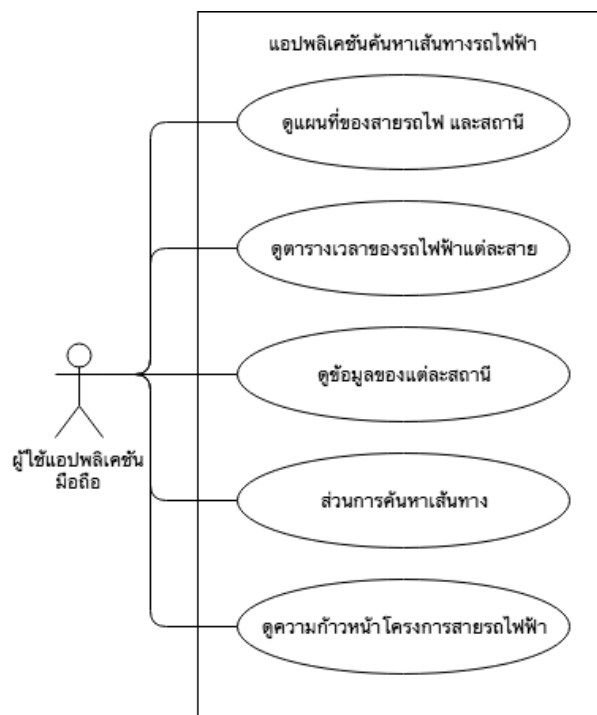 แอปพลิเคชันค้นหาเส้นทางรถไฟฟ้า
ดูแผนที่ของสายรถไฟ และสถานี
ดูตารางเวลาของรถไฟฟ้าแต่ละสาย
ดูข้อมูลของแต่ละสถานี
ผู้ใช้แอปพลิเคชัน
มือถือ
ส่วนการค้นหาเส้นทาง
ดูความก้าวหน้าโครงการสายรถไฟฟ้า